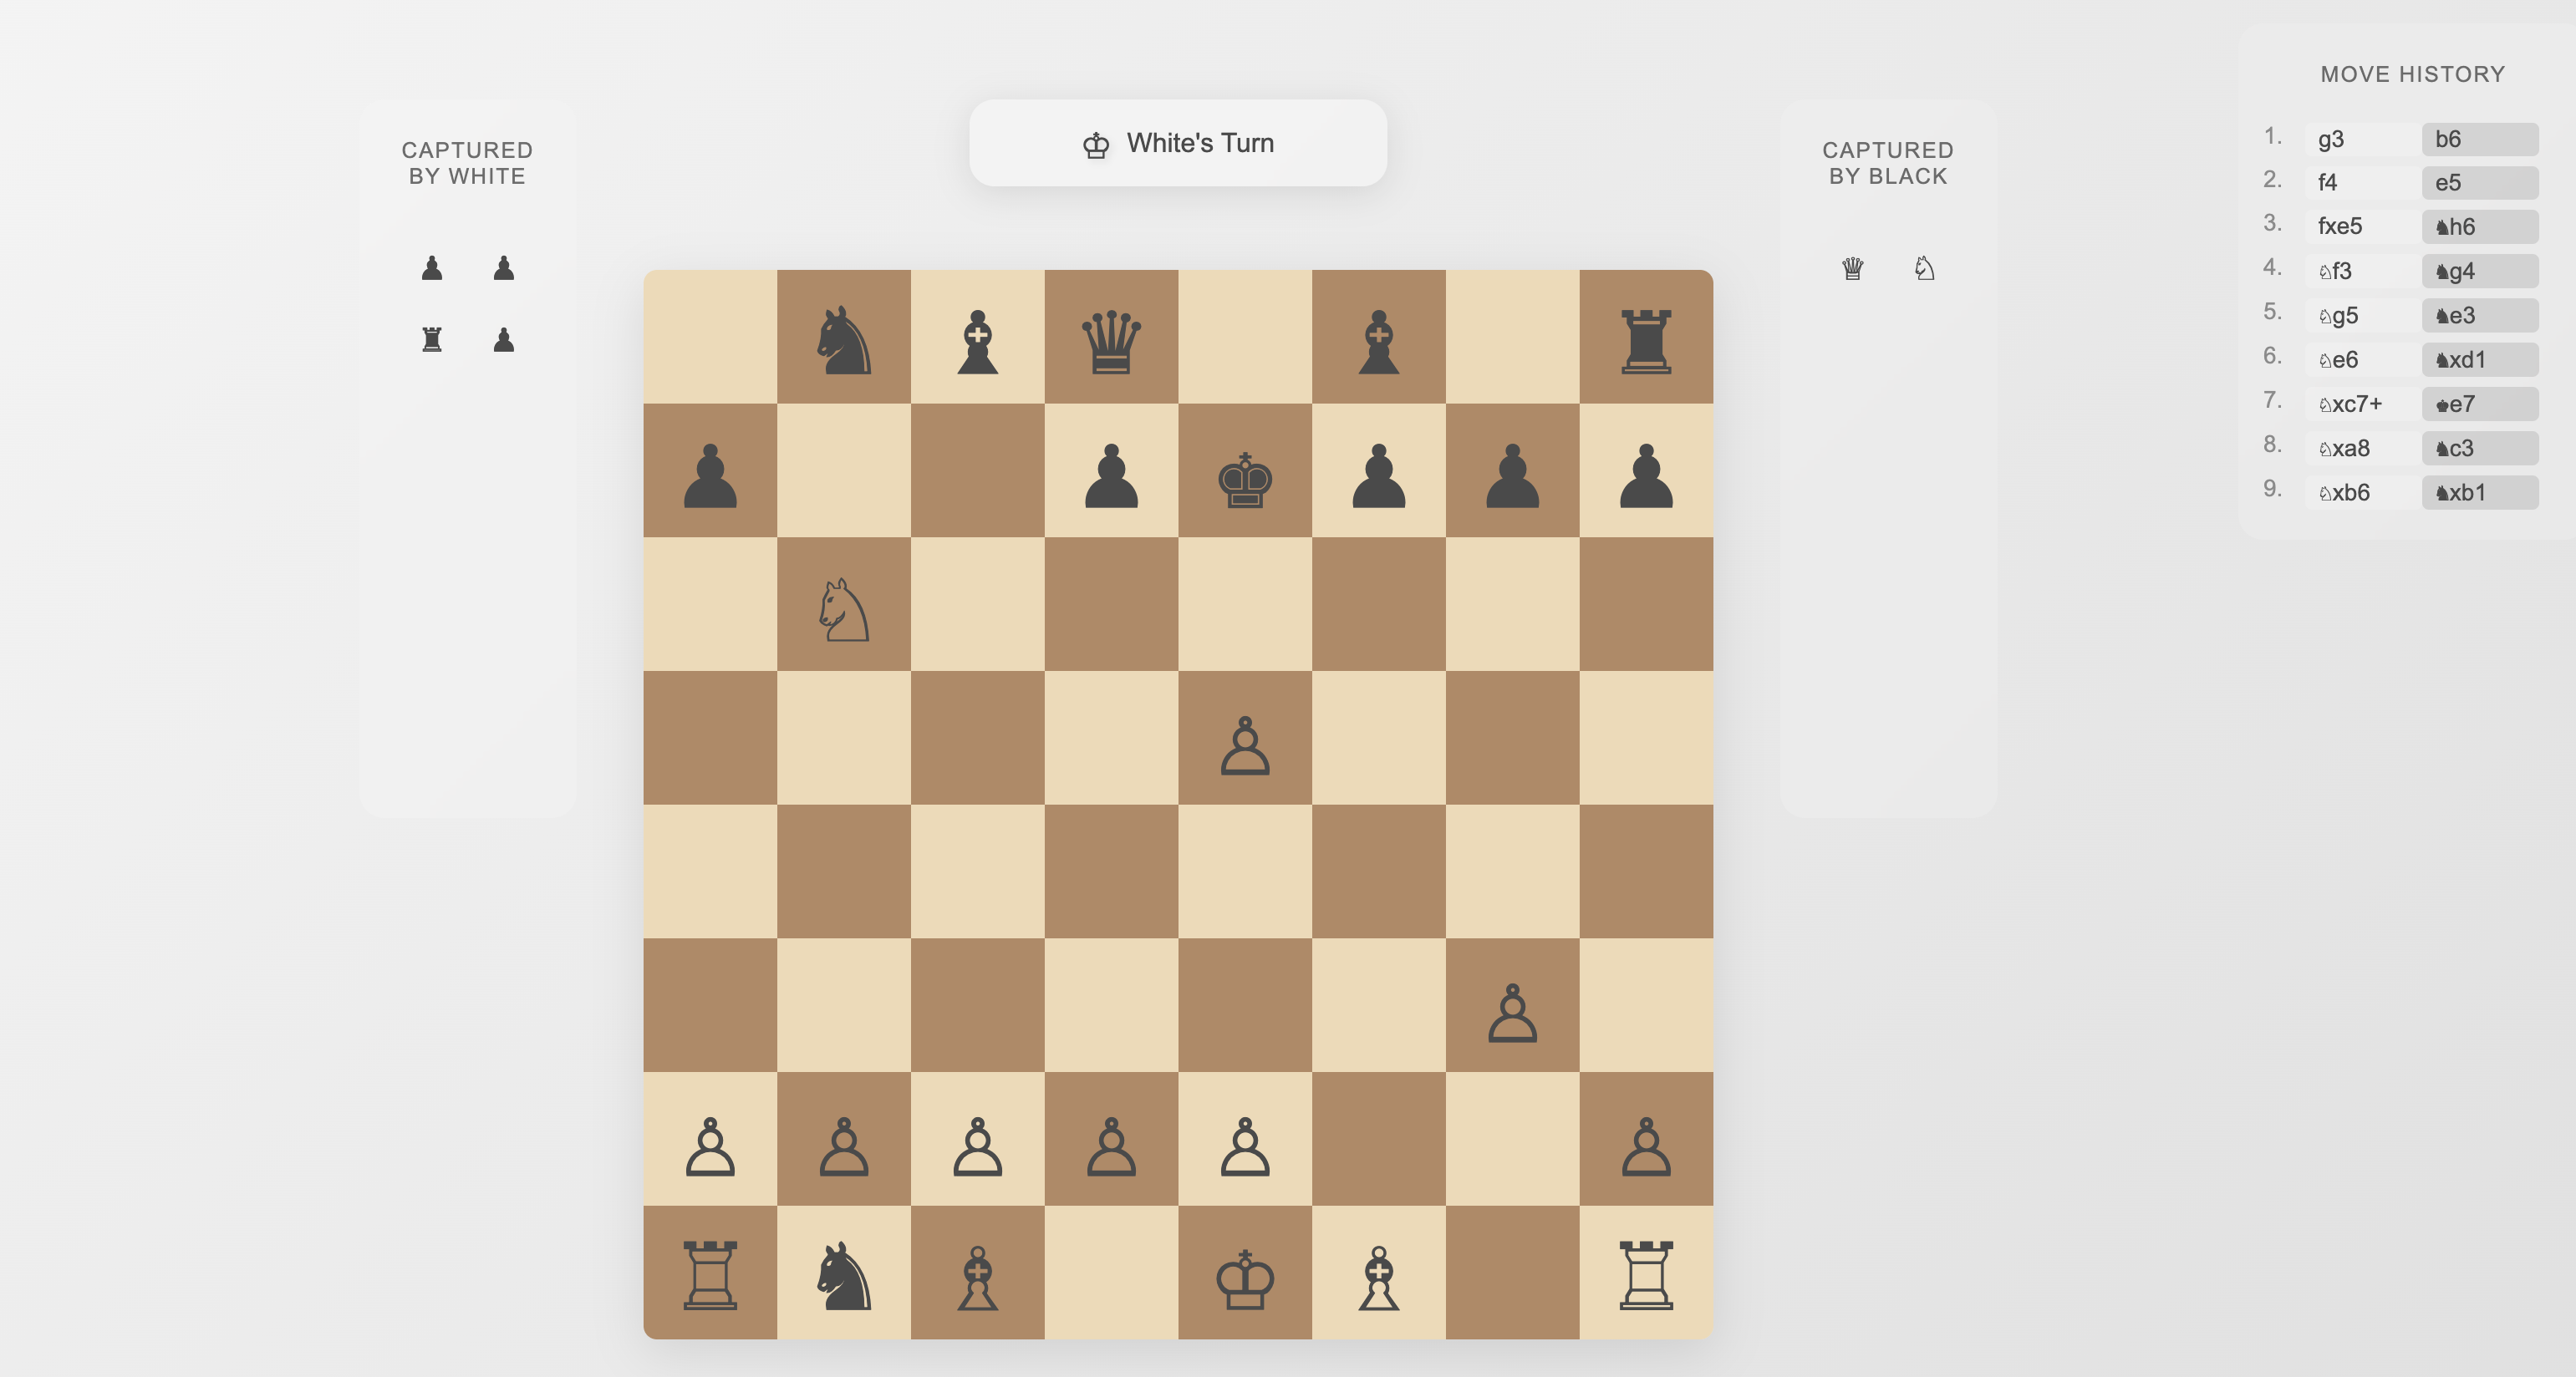 CAPTURED
BY WHITE
♟ ♟
♜ ♟
♔ White's Turn
CAPTURED
BY BLACK
♕ ♘
MOVE HISTORY
1. g3 b6
2. f4 e5
3. fxe5 ♞h6
4. ♘f3 ♞g4
5. ♘g5 ♞e3
6. ♘e6 ♞xd1
7. ♘xc7+ ♚e7
8. ♘xa8 ♞c3
9. ♘xb6 ♞xb1